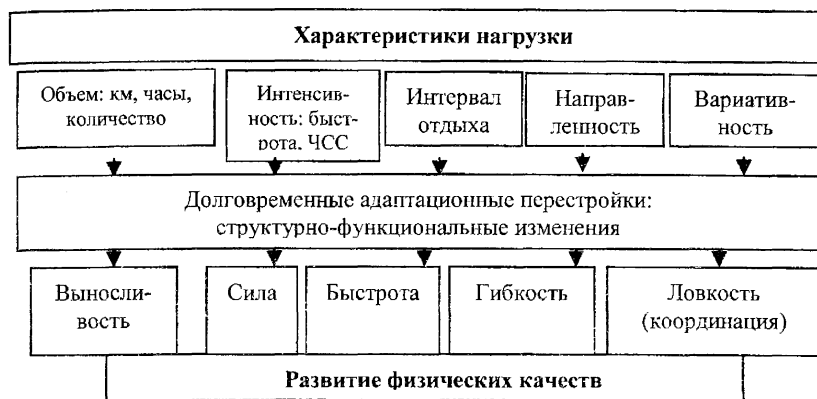 Характеристики нагрузки
Объем: км, часы,
количество
Интенсив-
ность: быст-
рота, ЧСС
Интервал
отдыха
Направ-
ленность
Вариатив-
ность
Долговременные адаптационные перестройки:
структурно-функциональные изменения
Выносли-
вость
Сила
Быстрота
Гибкость
Ловкость
(координация)
Развитие физических качеств